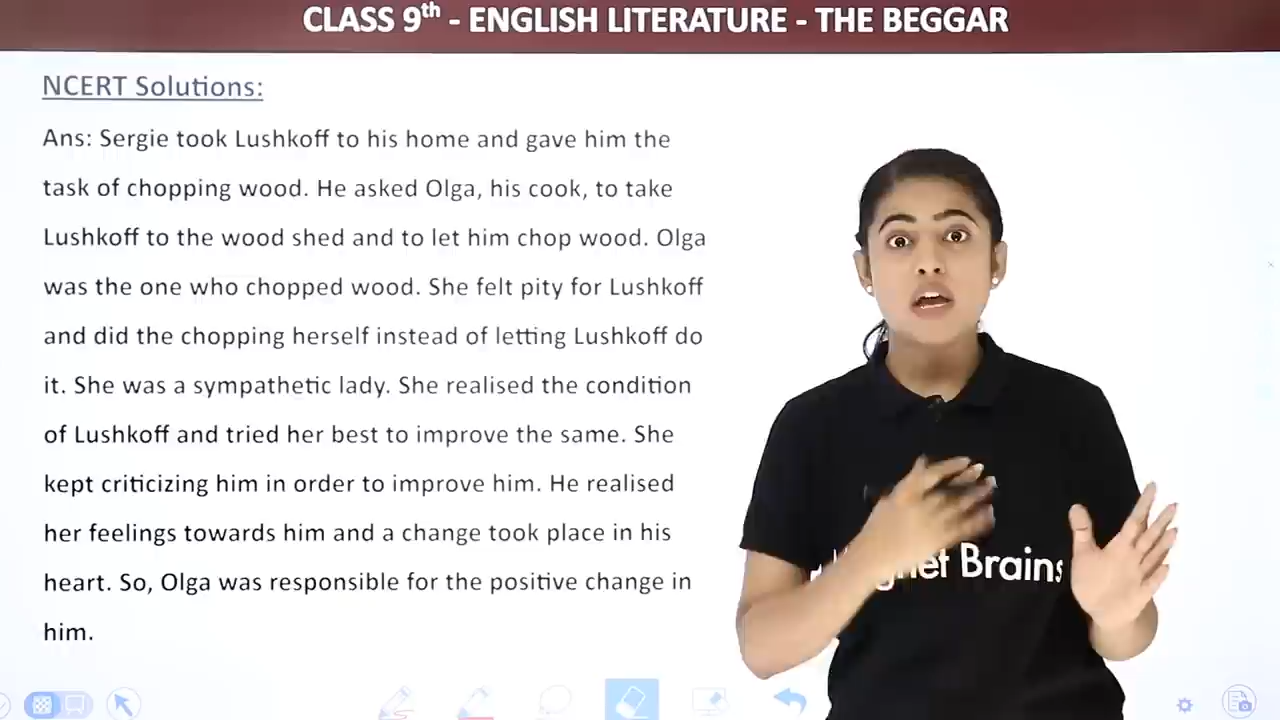 CLASS 9th - ENGLISH LITERATURE - THE BEGGAR
NCERT Solutions:
Ans: Sergie took Lushkoff to his home and gave him the
task of chopping wood. He asked Olga, his cook, to take
Lushkoff to the wood shed and to let him chop wood. Olga
was the one who chopped wood. She felt pity for Lushkoff
and did the chopping herself instead of letting Lushkoff do
it. She was a sympathetic lady. She realised the condition
of Lushkoff and tried her best to improve the same. She
kept criticizing him in order to improve him. He realised
her feelings towards him and a change took place in his
heart. So, Olga was responsible for the positive change in
him.
Brains